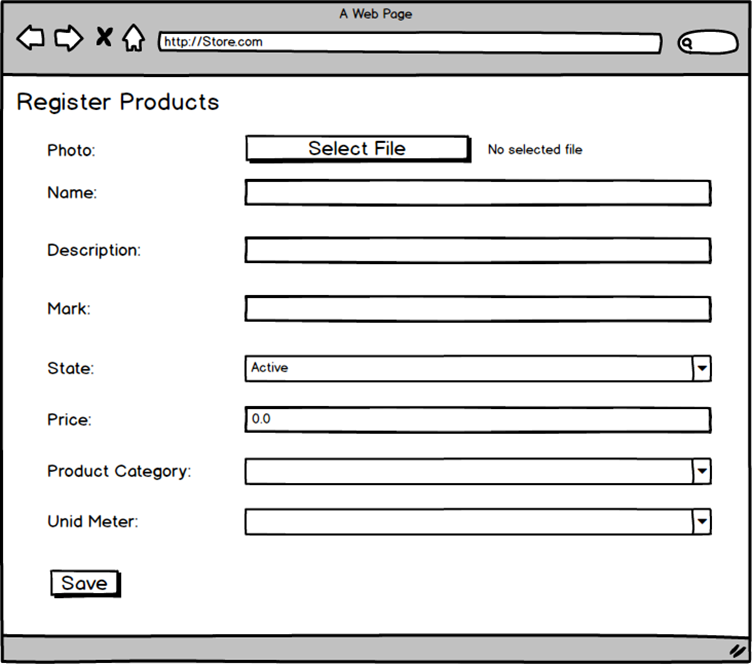 A Web Page
http://Store.com
Register Products
Photo: Select File No selected file
Name:
Description:
Mark:
State: Active
Price: 0.0
Product Category:
Unid Meter:
Save